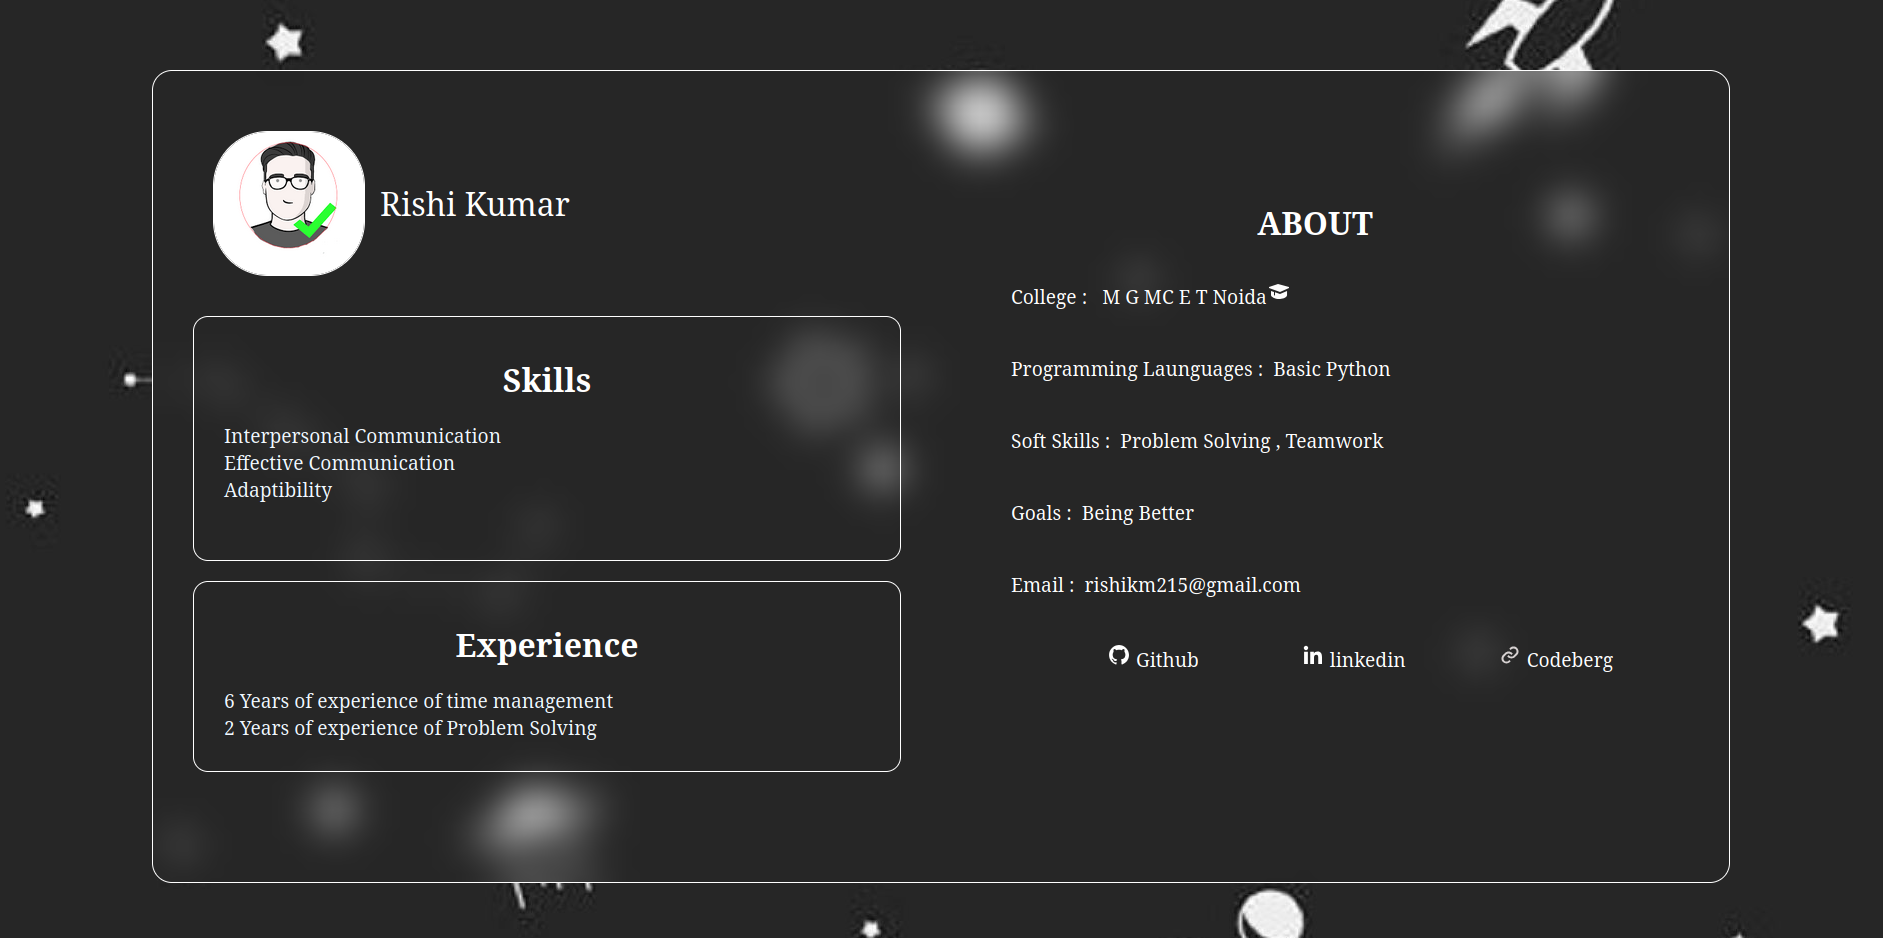 Rishi Kumar
Skills
Interpersonal Communication
Effective Communication
Adaptibility
Experience
6 Years of experience of time management
2 Years of experience of Problem Solving
ABOUT
College : M G MC E T Noida
Programming Launguages : Basic Python
Soft Skills : Problem Solving , Teamwork
Goals : Being Better
Email : rishikm215@gmail.com
Github linkedin Codeberg